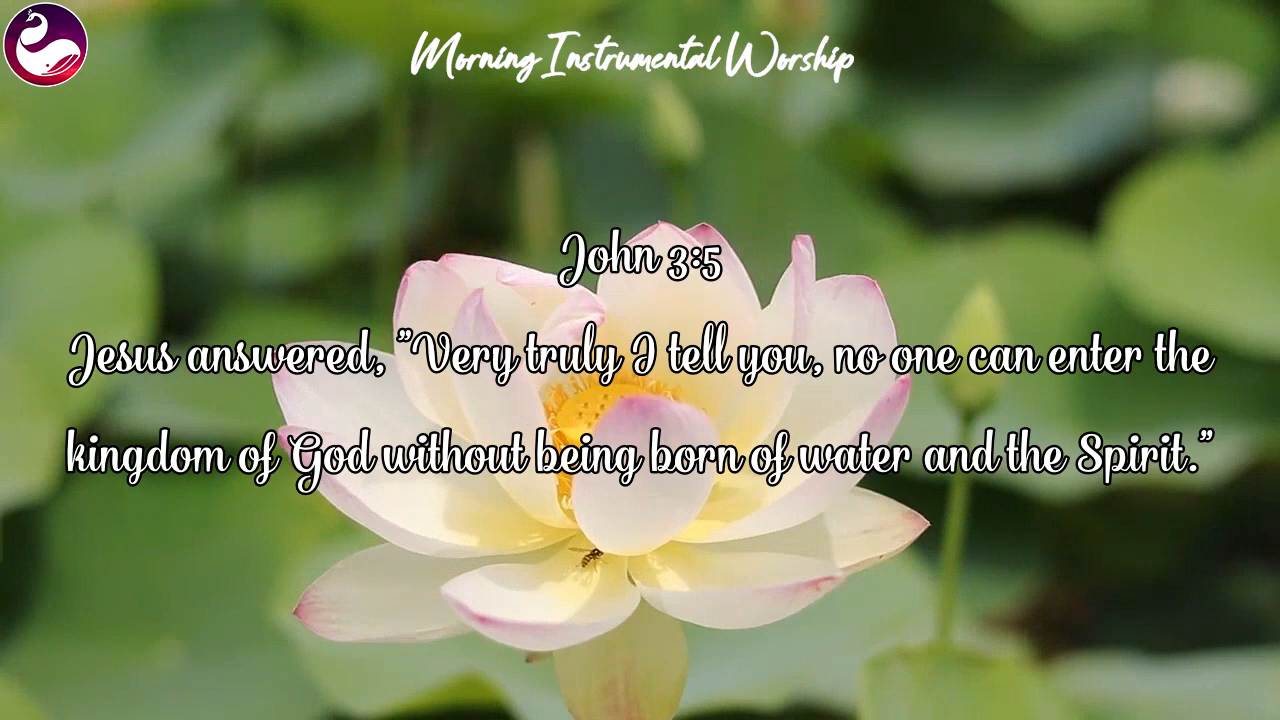 Morning Instrumental Worship
John 3:5
Jesus answered, "Very truly I tell you, no one can enter the
kingdom of God without being born of water and the Spirit."